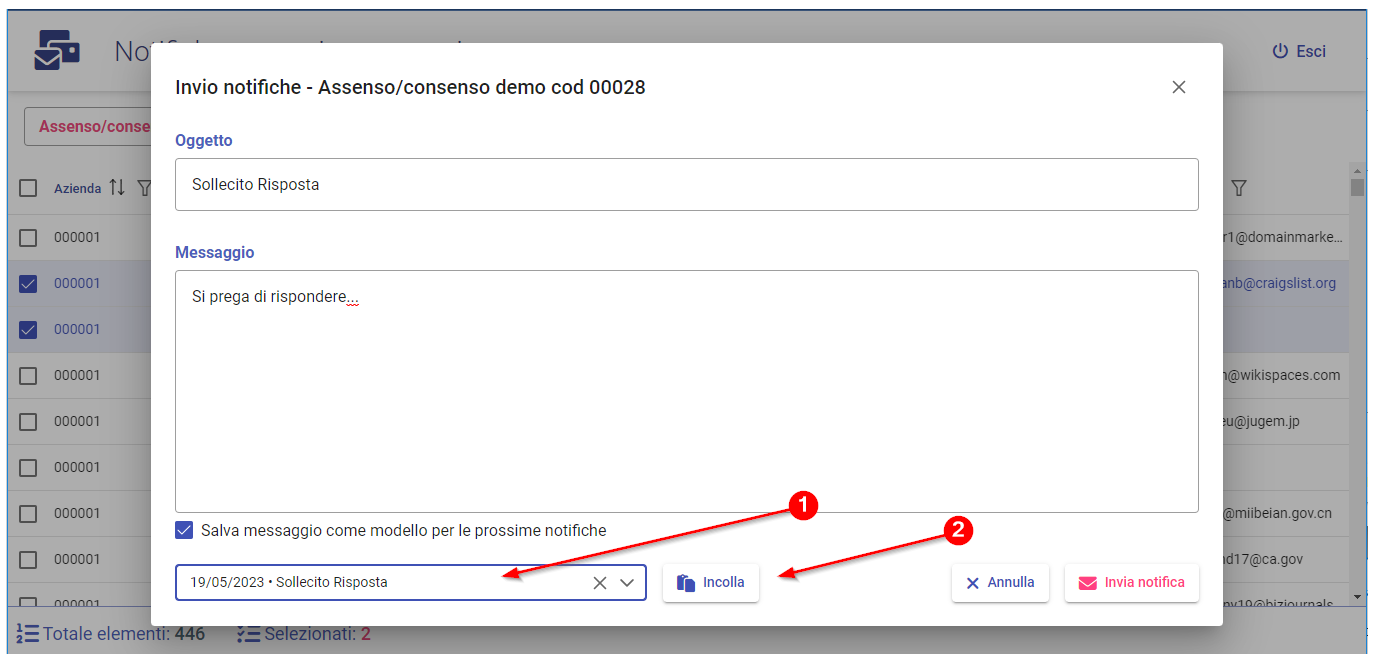 Esci
Invio notifiche - Assenso/consenso demo cod 00028
Assenso/conse
Oggetto
Sollecito Risposta
Azienda
000001
r1@domainmarke...
Messaggio
000001
anb@craigslist.org
Si prega di rispondere...
000001
000001
@wikispaces.com
000001
eu@jugem.jp
000001
000001
@miibeian.gov.cn
1
Salva messaggio come modello per le prossime notifiche
2
000001
nd17@ca.gov
19/05/2023 • Sollecito Risposta
Incolla
Annulla
Invia notifica
000001
Totale elementi: 446
Selezionati: 2